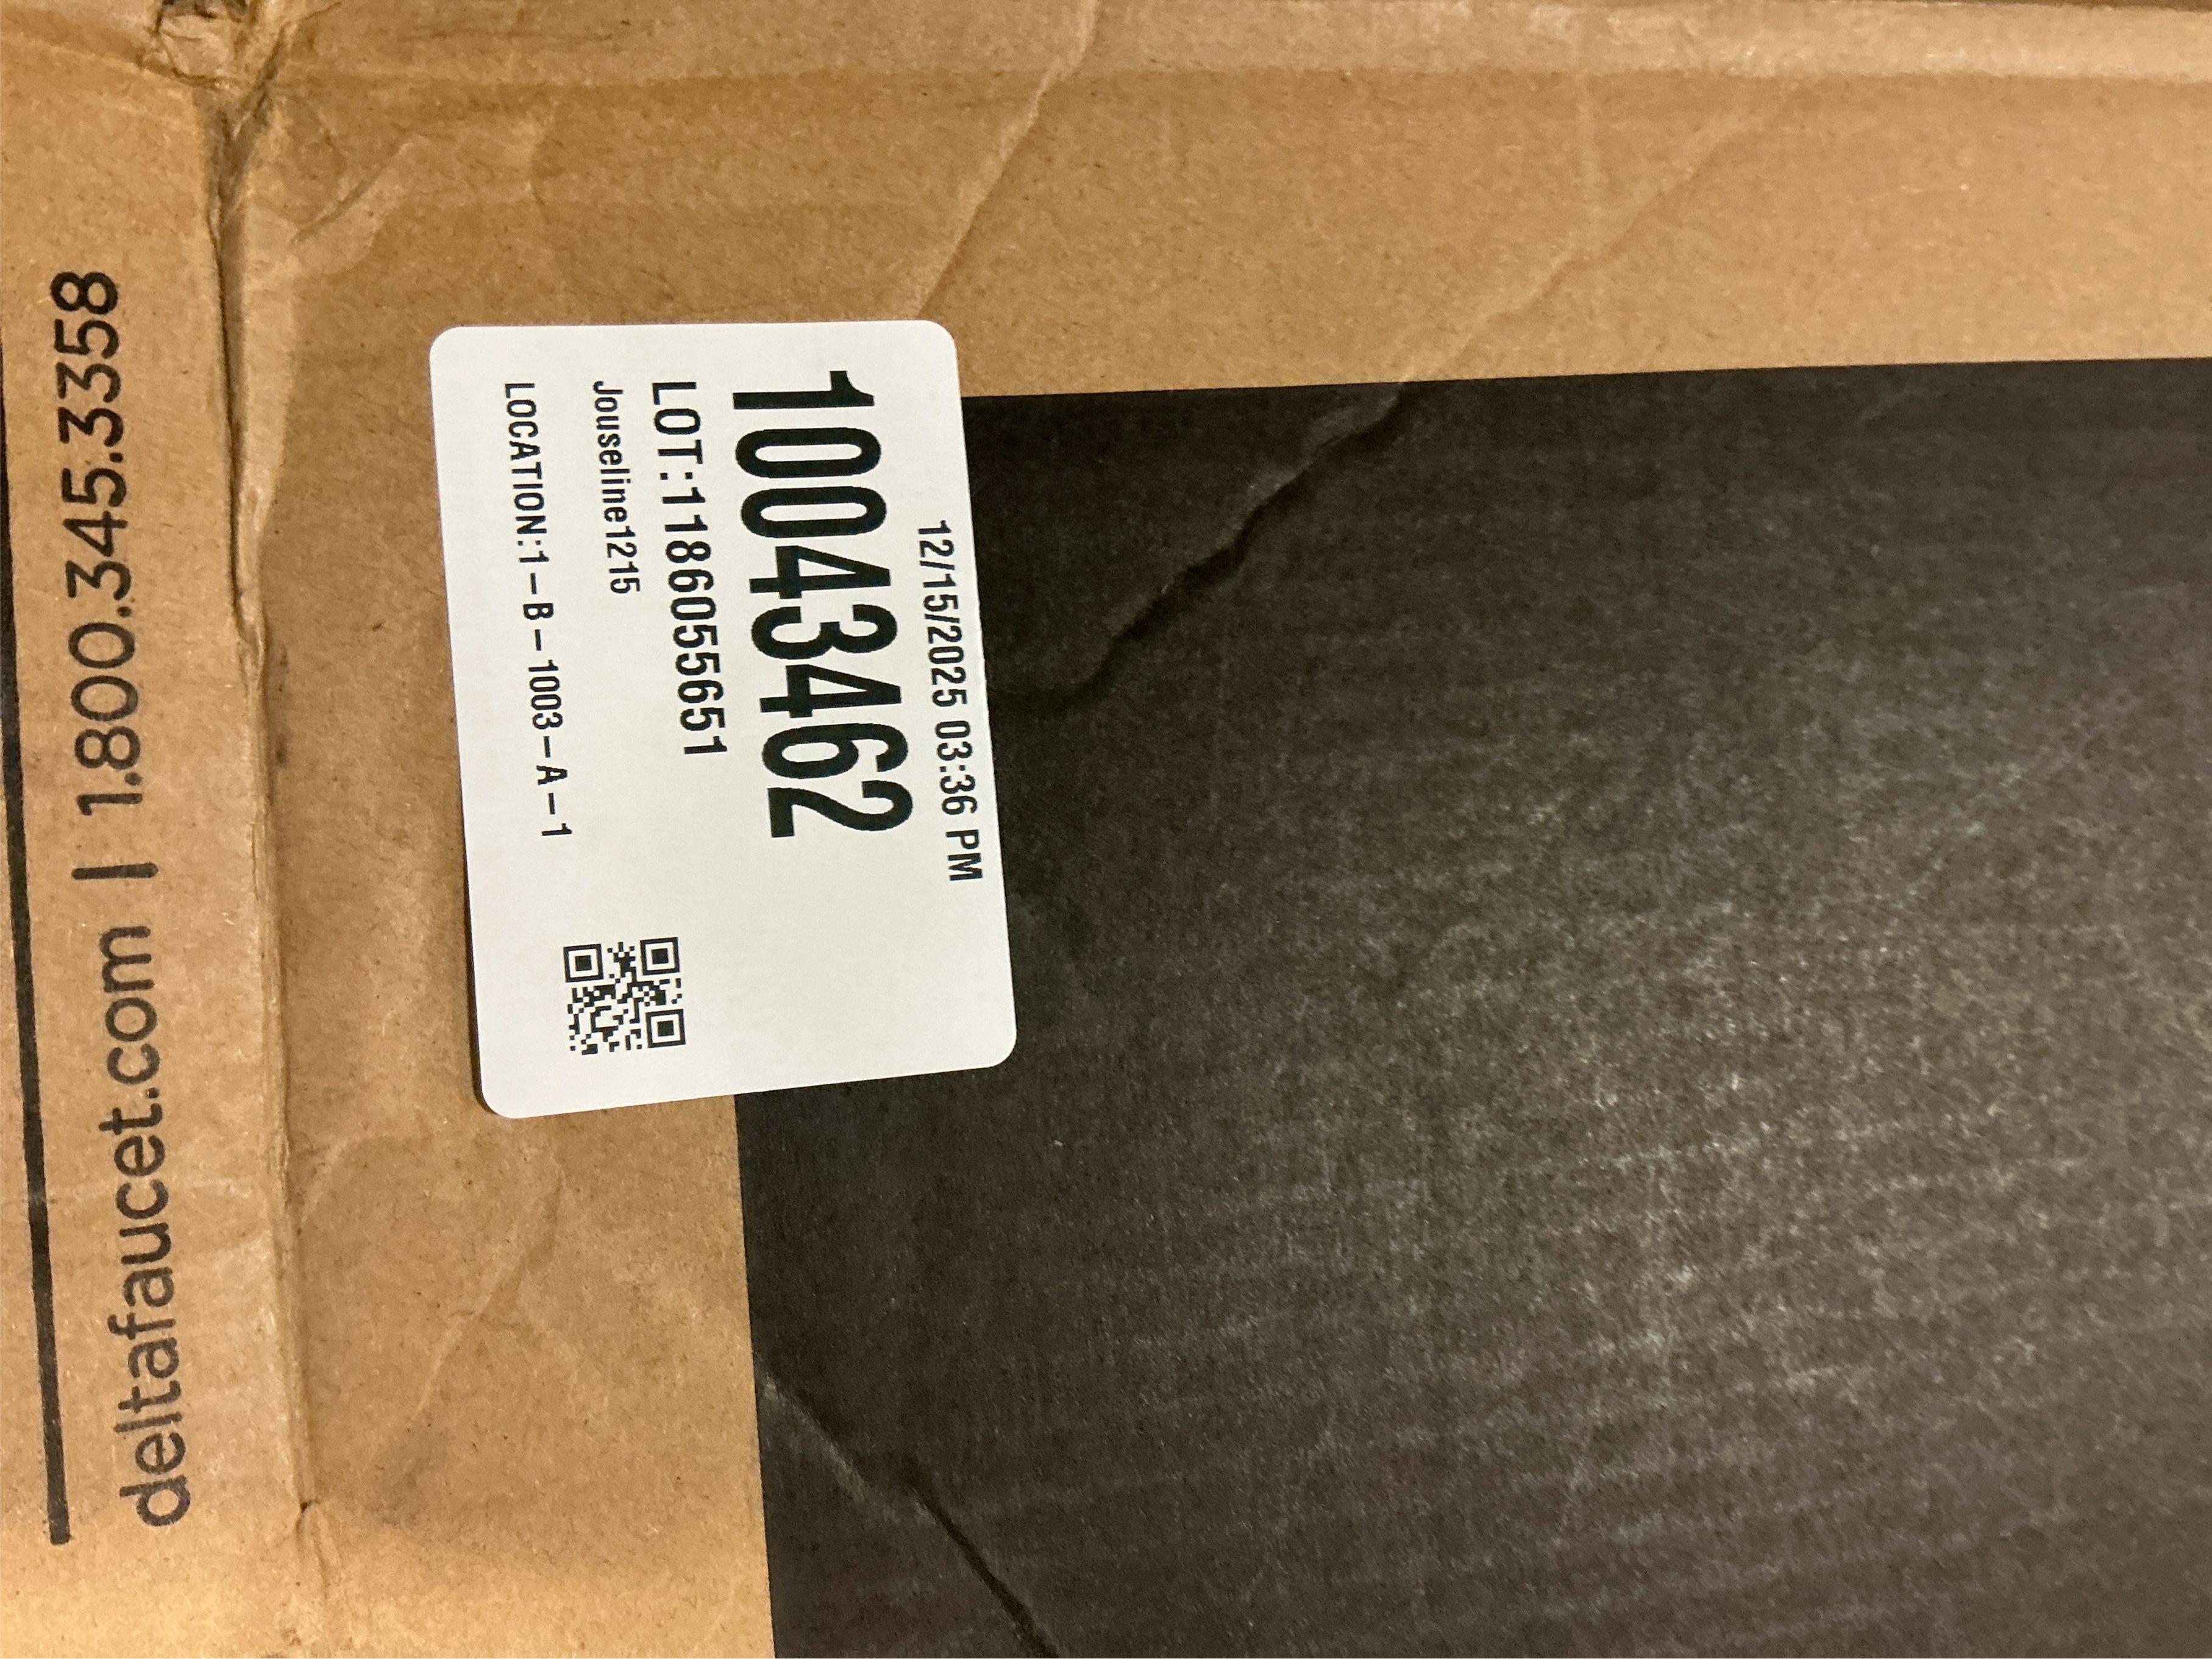 12/15/2025 03:36 PM
10043462
LOT:1186055651
Jouseline1215
LOCATION:1-B-1003-A-1
deltafaucet.com | 1.800.345.3358